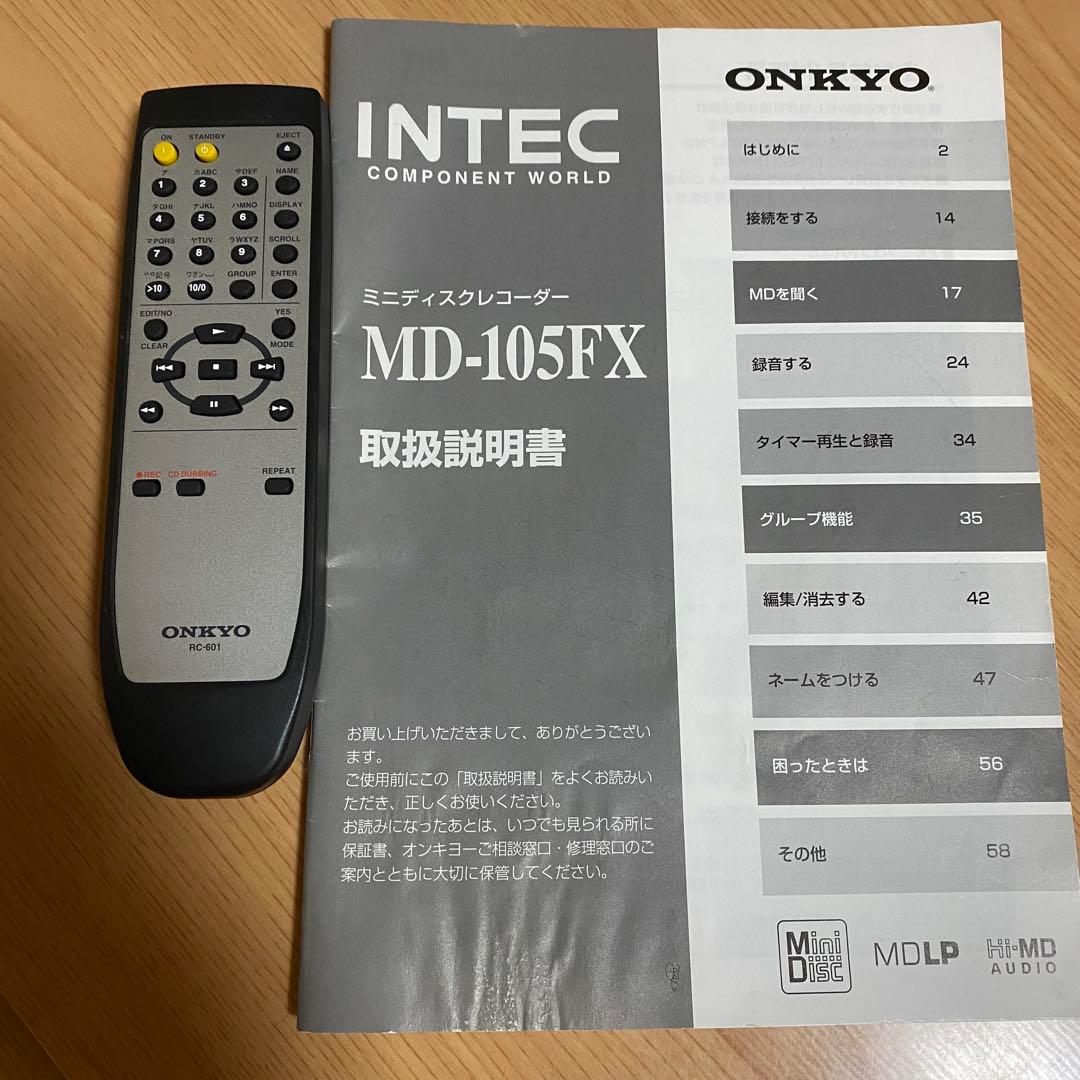 ON STANDBY EJECT
ア カABC サDEF NAME
1 2 3
タGHI ナJKL ハMNO DISPLAY
4 5 6
マPQRS ヤTUV ラWXYZ SCROLL
7 8 9
゛゜記号 ワヲン GROUP ENTER
>10 10/0
EDIT/NO YES
CLEAR MODE
●REC CD DUBBING REPEAT
ONKYO
RC-601
INTEC
COMPONENT WORLD
ミニディスクレコーダー
MD-105FX
取扱説明書
お買い上げいただきまして、ありがとうござい
ます。
ご使用前にこの「取扱説明書」をよくお読みい
ただき、正しくお使いください。
お読みになったあとは、いつでも見られる所に
保証書、オンキヨーご相談窓口・修理窓口のご
案内とともに大切に保管してください。
ONKYO®
はじめに 2
接続をする 14
MDを聞く 17
録音する 24
タイマー再生と録音 34
グループ機能 35
編集/消去する 42
ネームをつける 47
困ったときは 56
その他 58
Mini
Disc
MDLP
Hi-MD
AUDIO